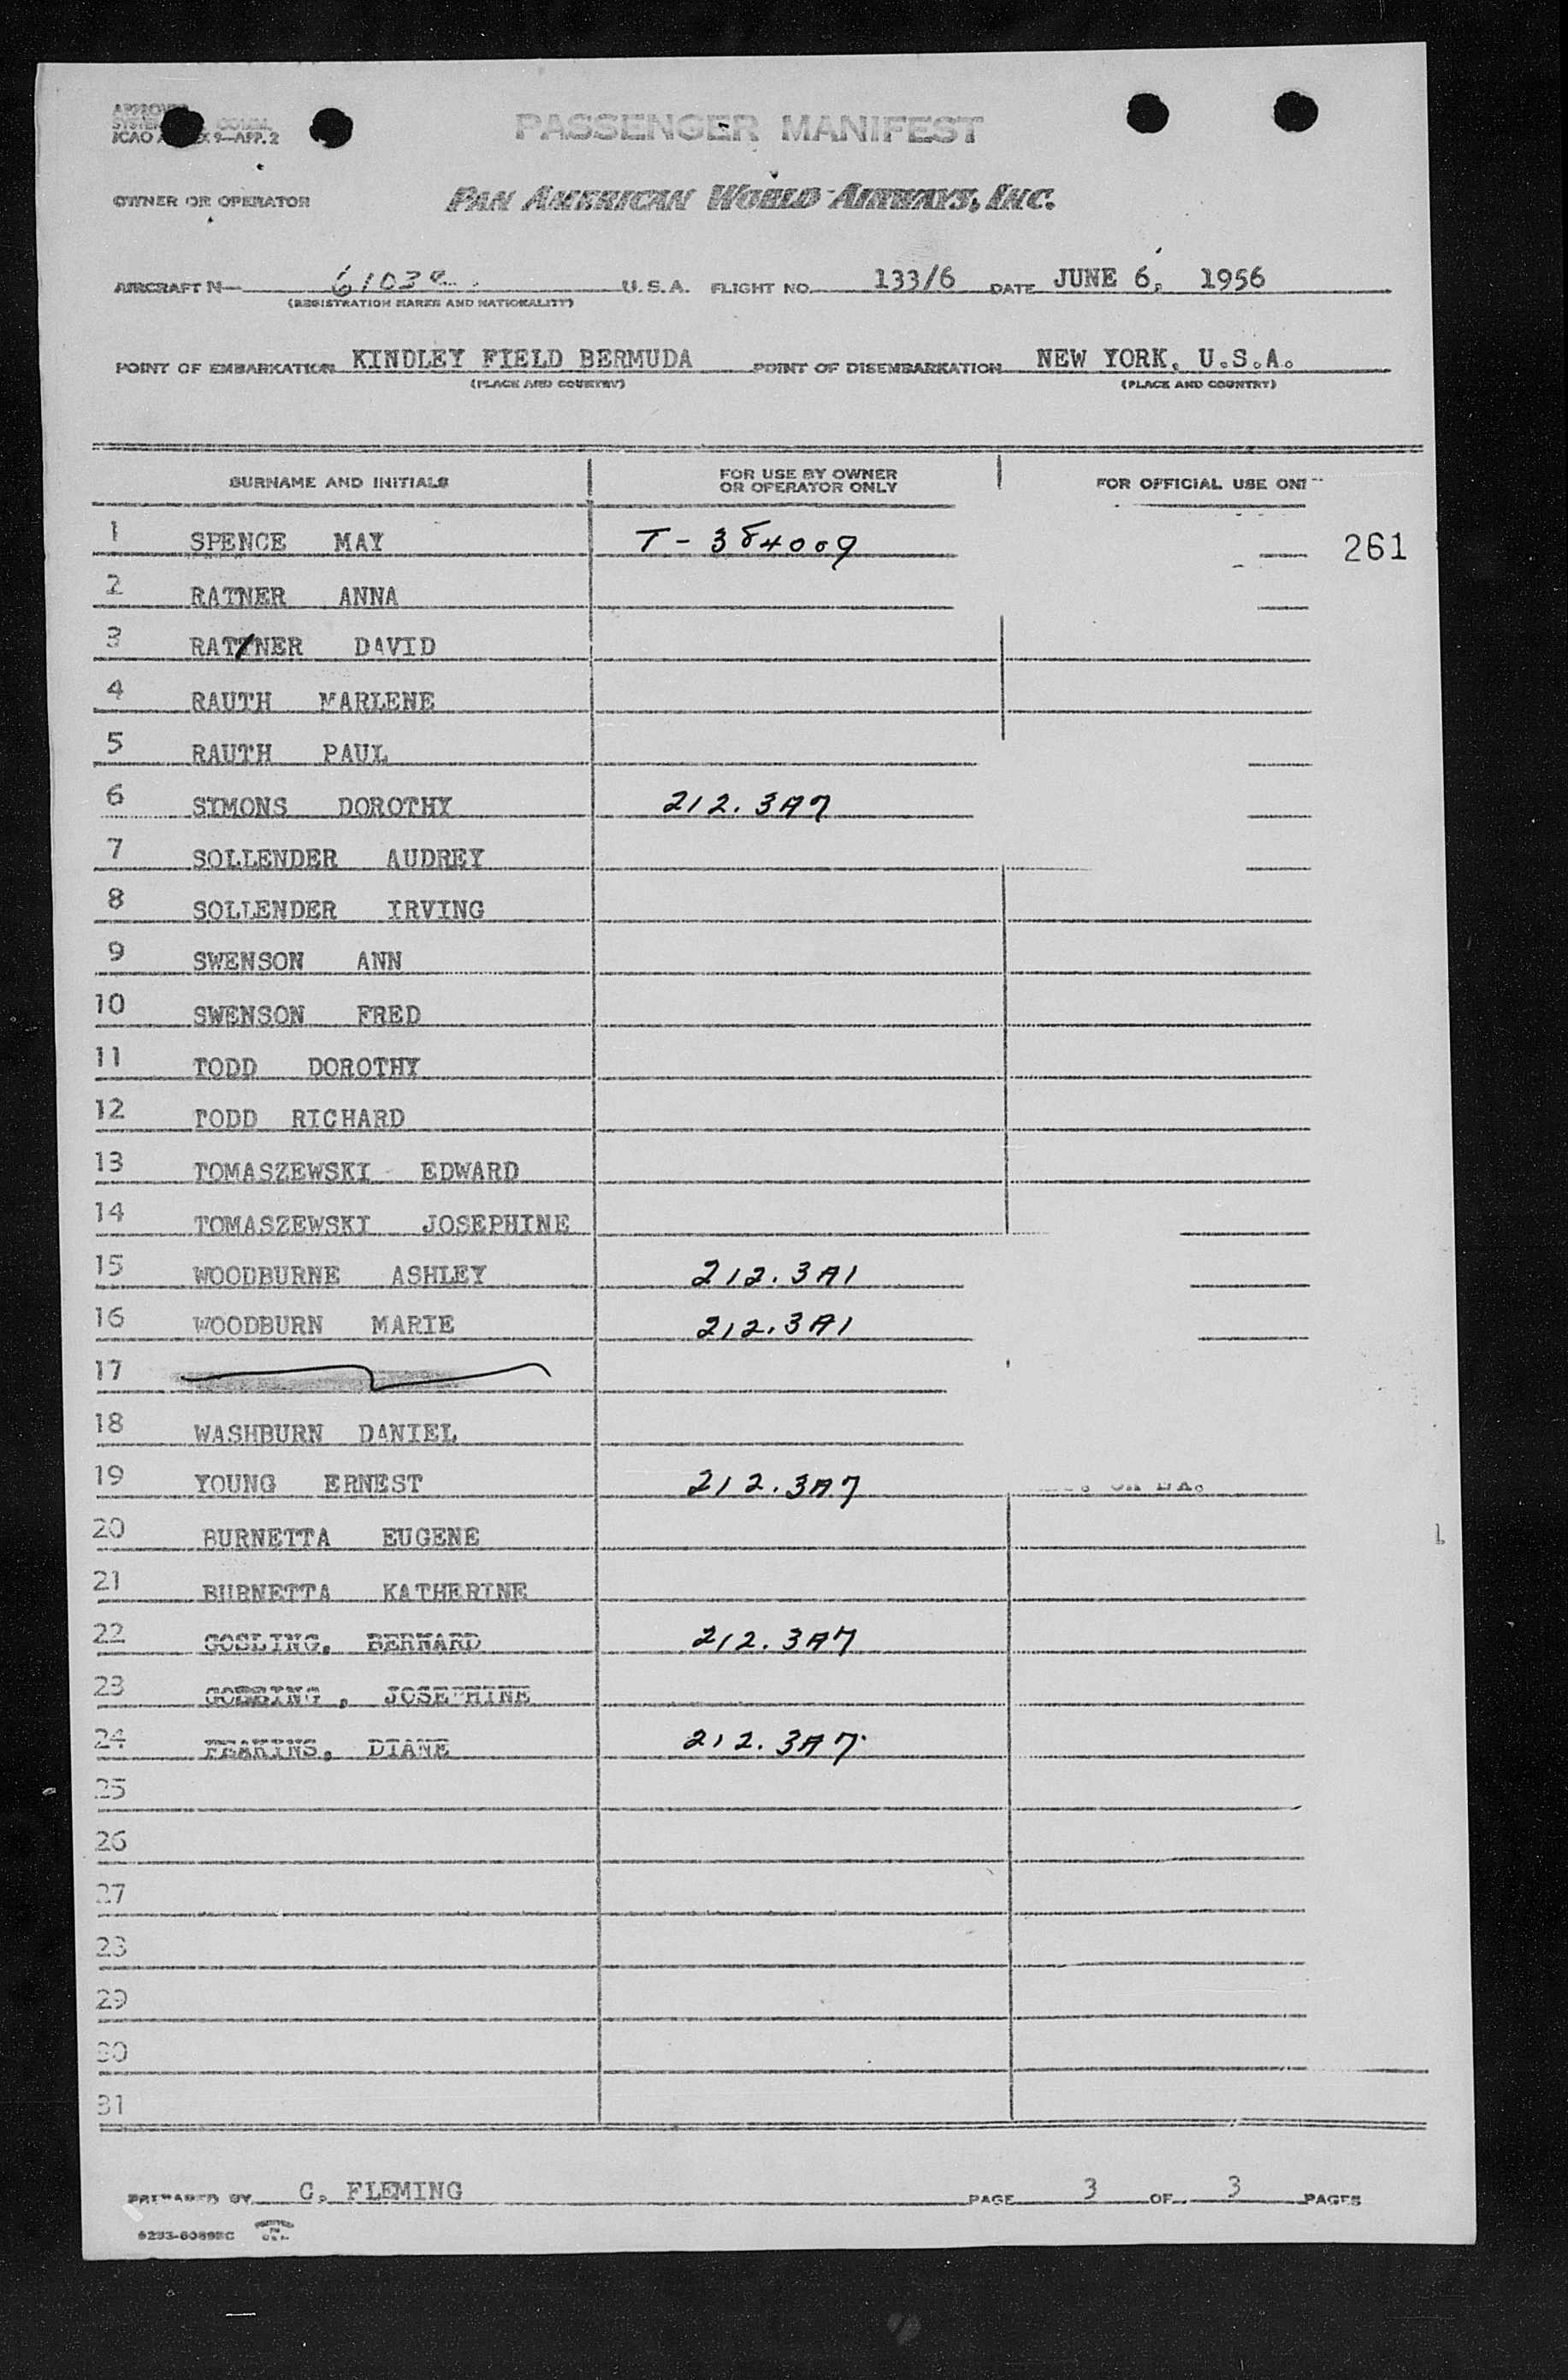 ICAO 9—APP. 2
PASSENGER MANIFEST
OWNER OR OPERATOR PAN AMERICAN WORLD AIRWAYS, INC.
AIRCRAFT N— U.S.A. FLIGHT NO. 133/6 DATE JUNE 6, 1956
(REGISTRATION MARKS AND NATIONALITY)
POINT OF EMBARKATION KINDLEY FIELD BERMUDA POINT OF DISEMBARKATION NEW YORK, U.S.A.
(PLACE AND COUNTRY) (PLACE AND COUNTRY)
SURNAME AND INITIALS FOR USE BY OWNER OR OPERATOR ONLY FOR OFFICIAL USE
1 SPENCE MAY T-384009 261
2 RATNER ANNA
3 RATTNER DAVID
4 RAUTH MARLENE
5 RAUTH PAUL
6 SIMONS DOROTHY 212.3A7
7 SOLLENDER AUDREY
8 SOLLENDER IRVING
9 SWENSON ANN
10 SWENSON FRED
11 TODD DOROTHY
12 TODD RICHARD
13 TOMASZEWSKI EDWARD
14 TOMASZEWSKI JOSEPHINE
15 WOODBURNE ASHLEY 212.3A1
16 WOODBURN MARIE 212.3A1
17
18 WASHBURN DANIEL
19 YOUNG ERNEST 212.3A7
20 BURNETTA EUGENE
21 BURNETTA KATHERINE
22 GOSLING, BERNARD 212.3A7
23 JOSEPHINE
24 DIANE 212.3A7
25
26
27
28
29
30
31
PREPARED BY C. FLEMING PAGE 3 OF 3 PAGES